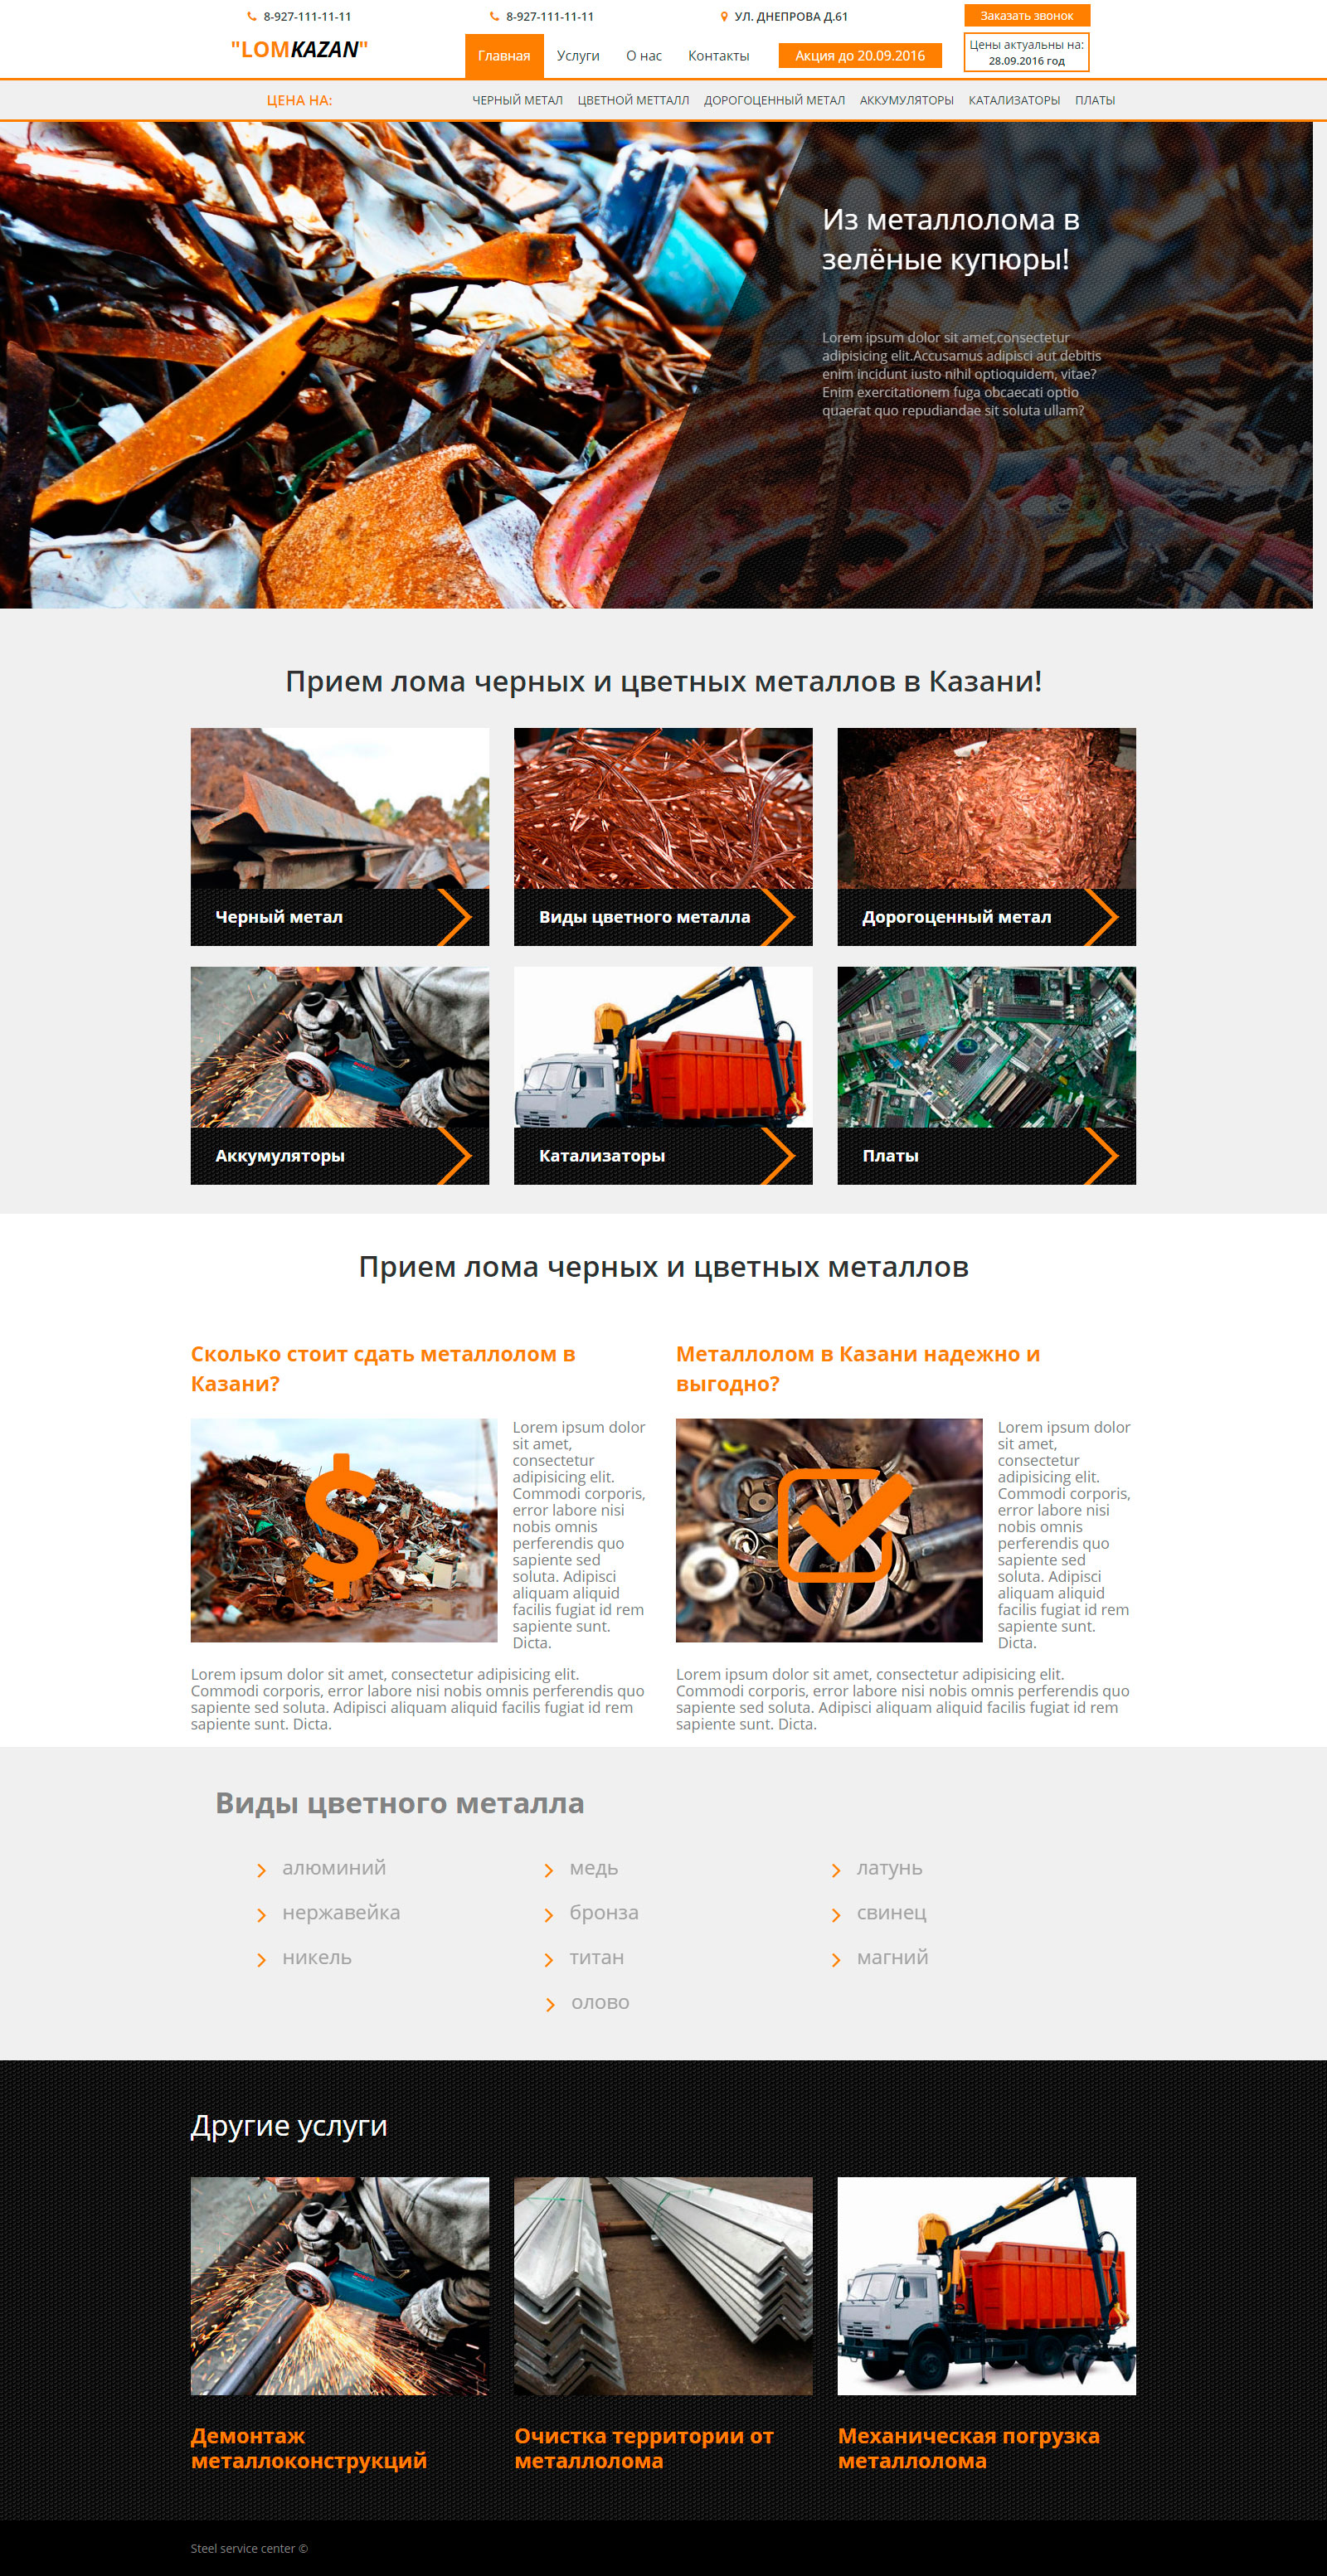 8-927-111-11-11
8-927-111-11-11
УЛ. ДНЕПРОВА Д.61
Заказать звонок
"LOMKAZAN"
Главная
Услуги
О нас
Контакты
Акция до 20.09.2016
Цены актуальны на:
28.09.2016 год
ЦЕНА НА:
ЧЕРНЫЙ МЕТАЛ
ЦВЕТНОЙ МЕТТАЛЛ
ДОРОГОЦЕННЫЙ МЕТАЛ
АККУМУЛЯТОРЫ
КАТАЛИЗАТОРЫ
ПЛАТЫ
Из металлолома в
зелёные купюры!
Lorem ipsum dolor sit amet,consectetur
adipisicing elit.Accusamus adipisci aut debitis
enim incidunt iusto nihil optioquidem, vitae?
Enim exercitationem fuga obcaecati optio
quaerat quo repudiandae sit soluta ullam?
Прием лома черных и цветных металлов в Казани!
Черный метал
Виды цветного металла
Дорогоценный метал
Аккумуляторы
Катализаторы
Платы
Прием лома черных и цветных металлов
Сколько стоит сдать металлолом в
Казани?
Lorem ipsum dolor
sit amet,
consectetur
adipisicing elit.
Commodi corporis,
error labore nisi
nobis omnis
perferendis quo
sapiente sed
soluta. Adipisci
aliquam aliquid
facilis fugiat id rem
sapiente sunt.
Dicta.
Lorem ipsum dolor sit amet, consectetur adipisicing elit.
Commodi corporis, error labore nisi nobis omnis perferendis quo
sapiente sed soluta. Adipisci aliquam aliquid facilis fugiat id rem
sapiente sunt. Dicta.
Металлолом в Казани надежно и
выгодно?
Lorem ipsum dolor
sit amet,
consectetur
adipisicing elit.
Commodi corporis,
error labore nisi
nobis omnis
perferendis quo
sapiente sed
soluta. Adipisci
aliquam aliquid
facilis fugiat id rem
sapiente sunt.
Dicta.
Lorem ipsum dolor sit amet, consectetur adipisicing elit.
Commodi corporis, error labore nisi nobis omnis perferendis quo
sapiente sed soluta. Adipisci aliquam aliquid facilis fugiat id rem
sapiente sunt. Dicta.
Виды цветного металла
алюминий
медь
латунь
нержавейка
бронза
свинец
никель
титан
магний
олово
Другие услуги
Демонтаж
металлоконструкций
Очистка территории от
металлолома
Механическая погрузка
металлолома
Steel service center ©